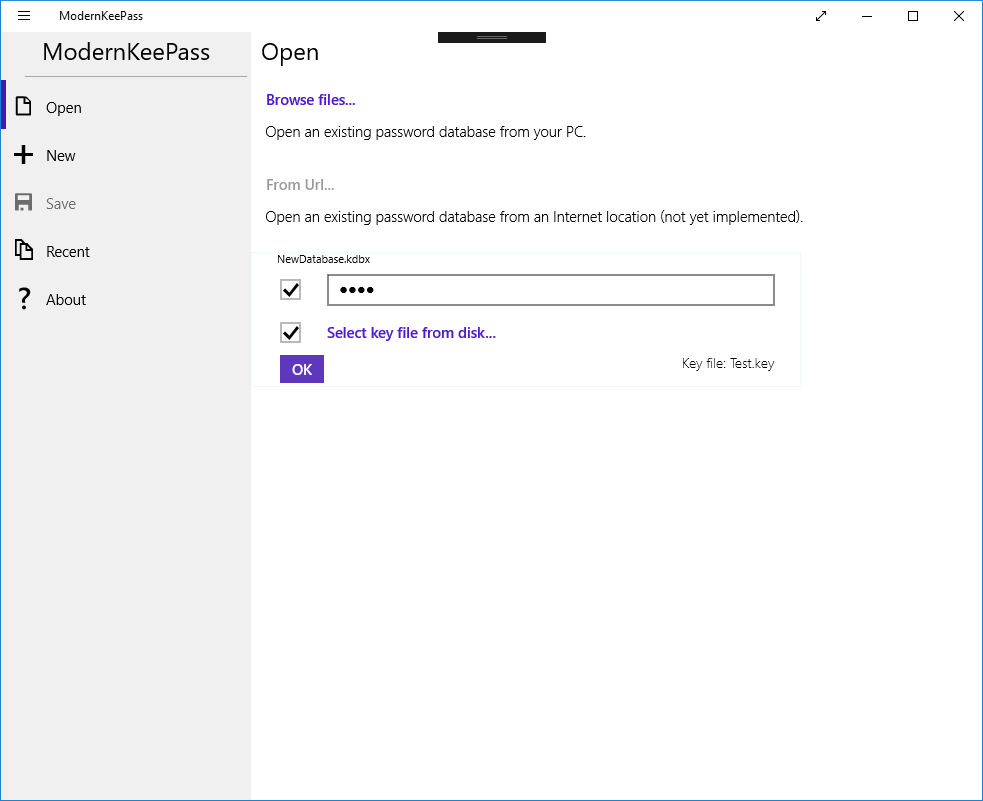 ModernKeePass
ModernKeePass
Open
New
Save
Recent
About
Open
Browse files...
Open an existing password database from your PC.
From Url...
Open an existing password database from an Internet location (not yet implemented).
NewDatabase.kdbx
●●●●
Select key file from disk...
OK
Key file: Test.key